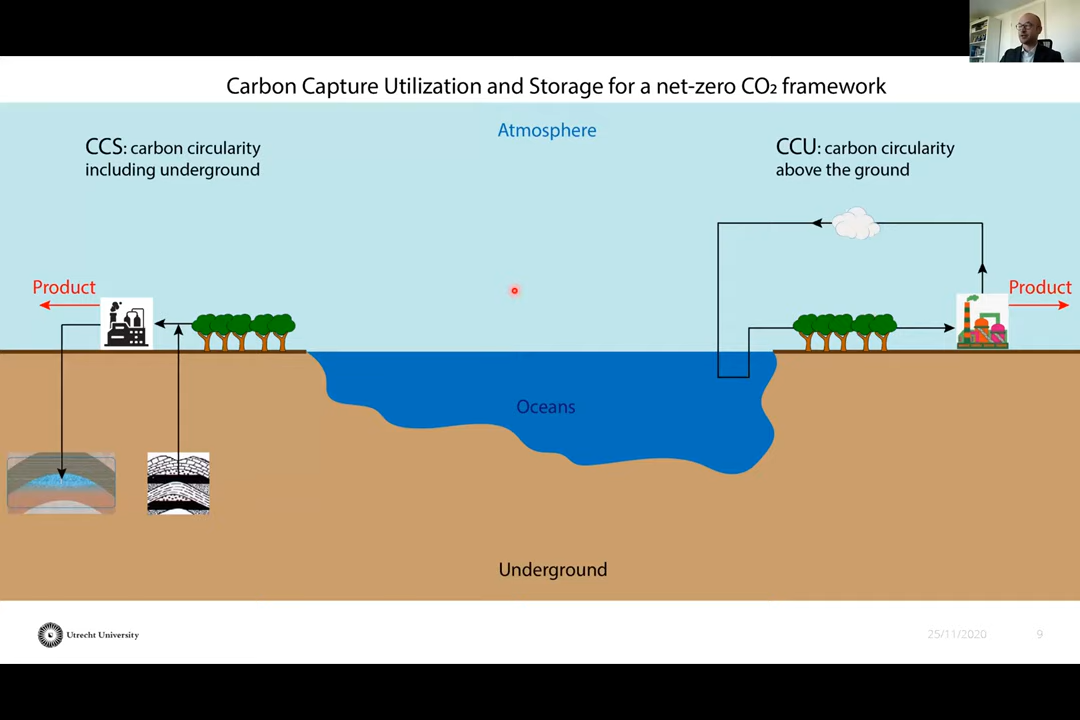 Carbon Capture Utilization and Storage for a net-zero CO₂ framework
Atmosphere
CCS: carbon circularity
including underground
CCU: carbon circularity
above the ground
Product
Product
Oceans
Underground
Utrecht University
25/11/2020
9